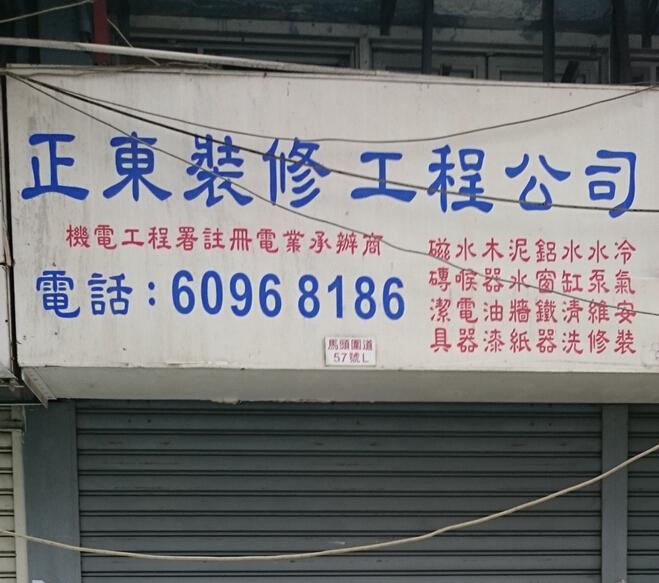 正東裝修工程公司
機電工程署註冊電業承辦商
電話：6096 8186
磁磚潔具
水喉電器
木器油漆
泥水牆紙
鋁窗鐵器
水缸清洗
水泵維修
冷氣安裝
馬頭圍道
57號L